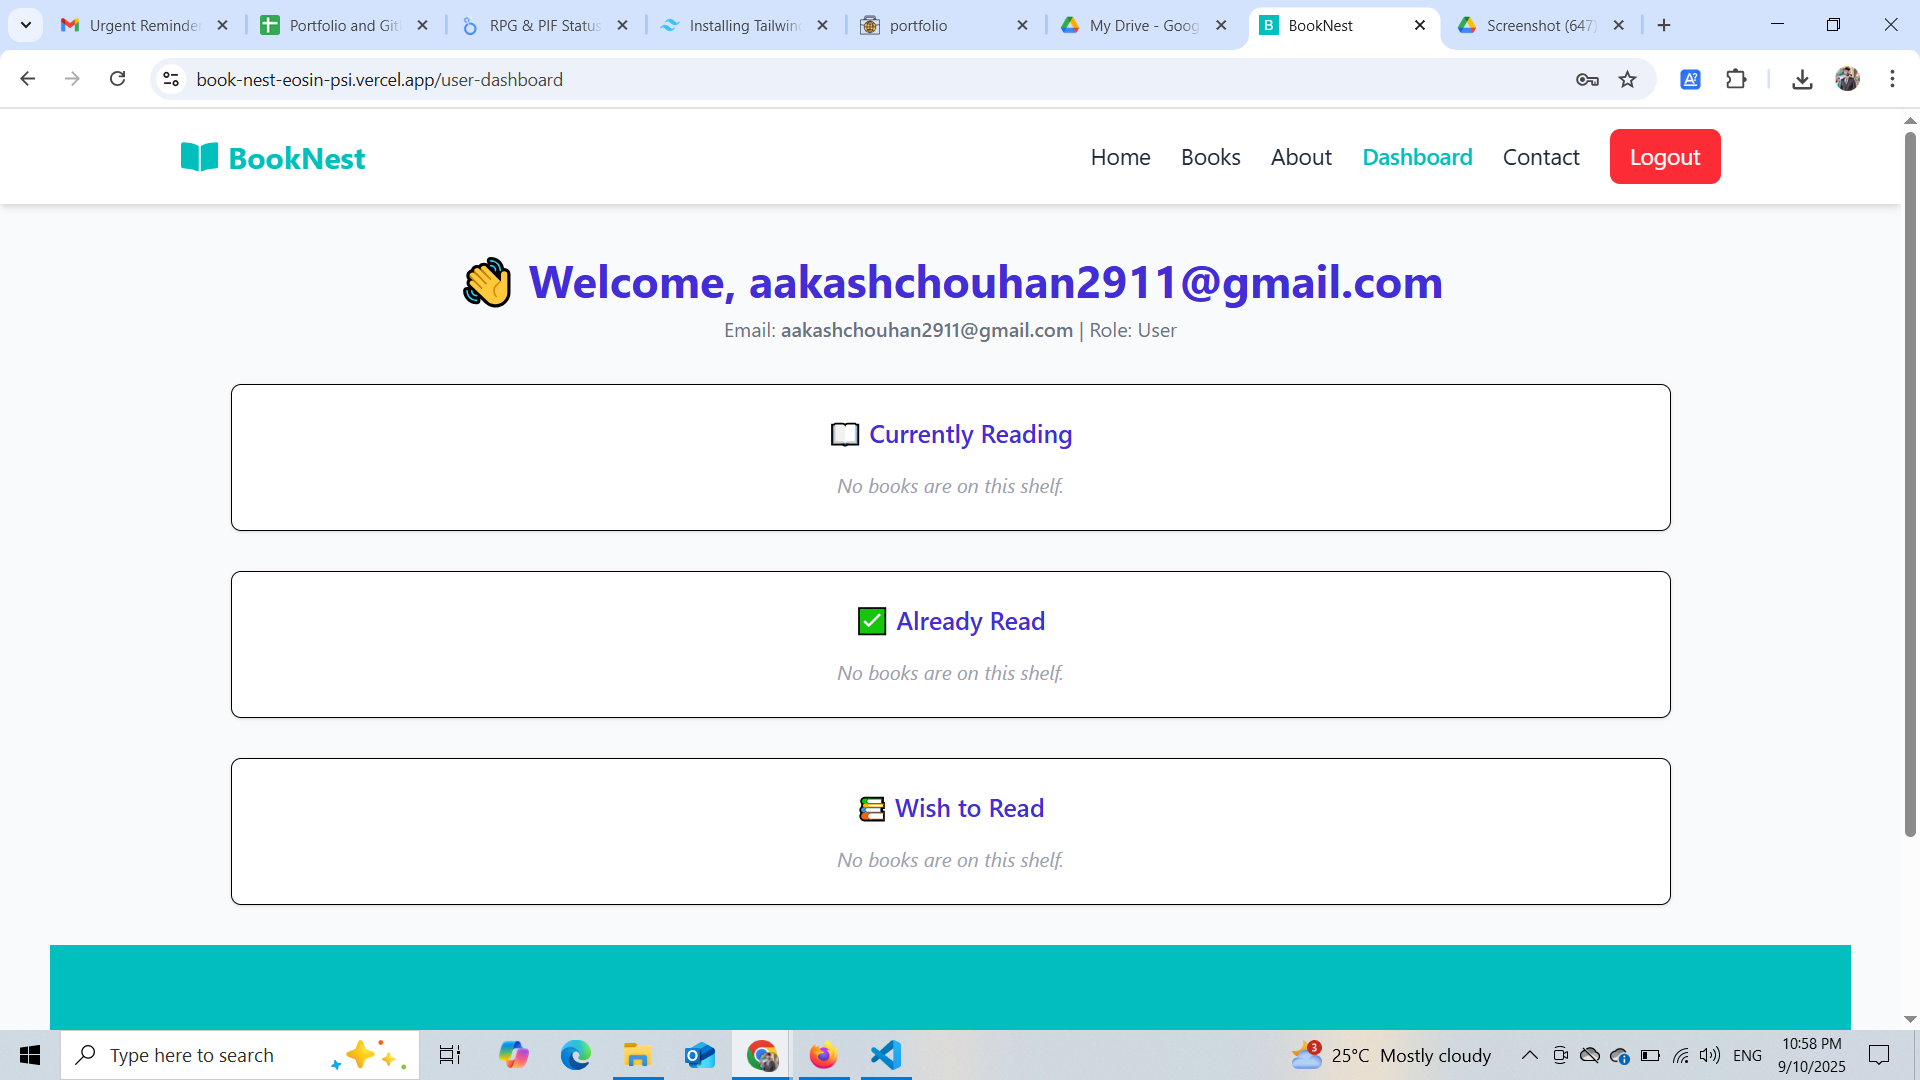 Urgent Reminde
Portfolio and Git
RPG & PIF Status
Installing Tailwin
portfolio
My Drive - Goog
B BookNest
Screenshot (647)
book-nest-eosin-psi.vercel.app/user-dashboard
BookNest
Home
Books
About
Dashboard
Contact
Logout
👋 Welcome, aakashchouhan2911@gmail.com
Email: aakashchouhan2911@gmail.com | Role: User
📖 Currently Reading
No books are on this shelf.
✅ Already Read
No books are on this shelf.
📚 Wish to Read
No books are on this shelf.
Type here to search
3
25°C Mostly cloudy
ENG
10:58 PM
9/10/2025